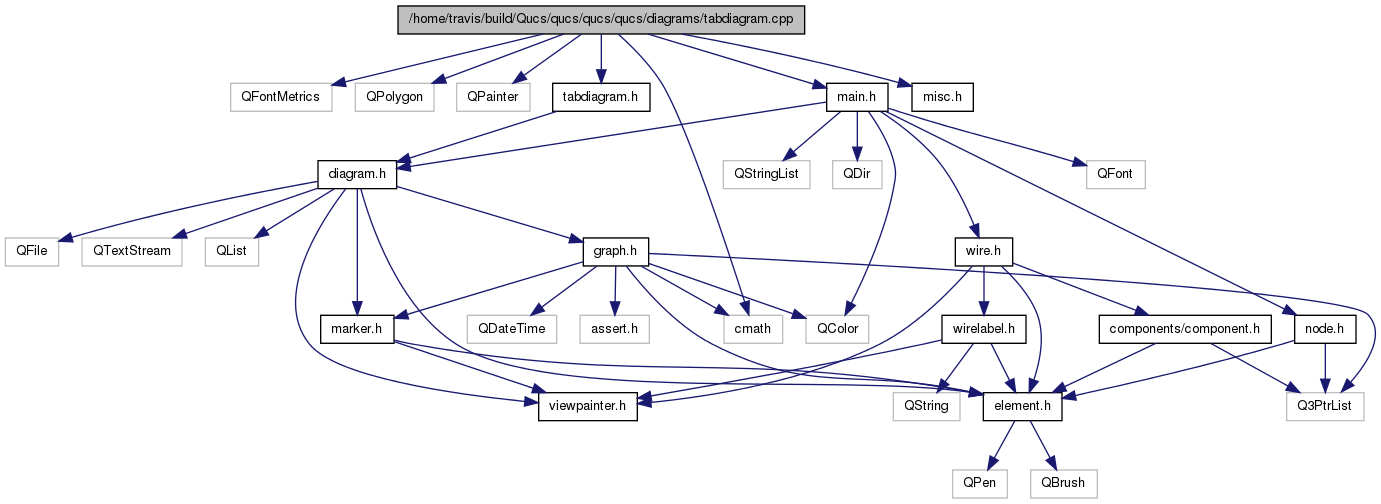 /home/travis/build/Qucs/qucs/qucs/qucs/diagrams/tabdiagram.cpp
QFontMetrics
QPolygon
QPainter
tabdiagram.h
main.h
misc.h
diagram.h
QStringList
QDir
QFont
QFile
QTextStream
QList
graph.h
wire.h
marker.h
QDateTime
assert.h
cmath
QColor
wirelabel.h
components/component.h
node.h
viewpainter.h
QString
element.h
Q3PtrList
QPen
QBrush